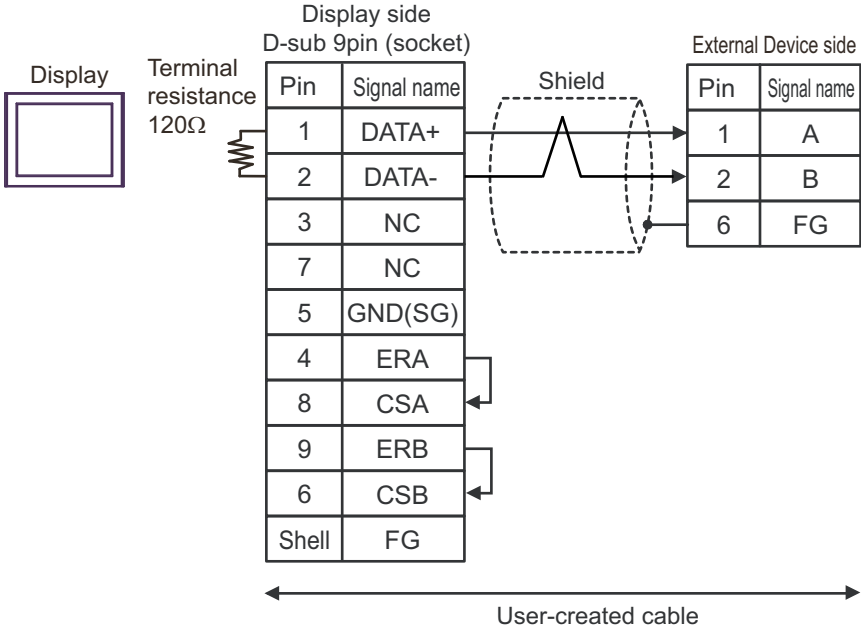 Display side
D-sub 9pin (socket)
External Device side
Display
Terminal
resistance
120Ω
Shield
Pin Signal name
1 DATA+
2 DATA-
3 NC
7 NC
5 GND(SG)
4 ERA
8 CSA
9 ERB
6 CSB
Shell FG
Pin Signal name
1 A
2 B
6 FG
User-created cable